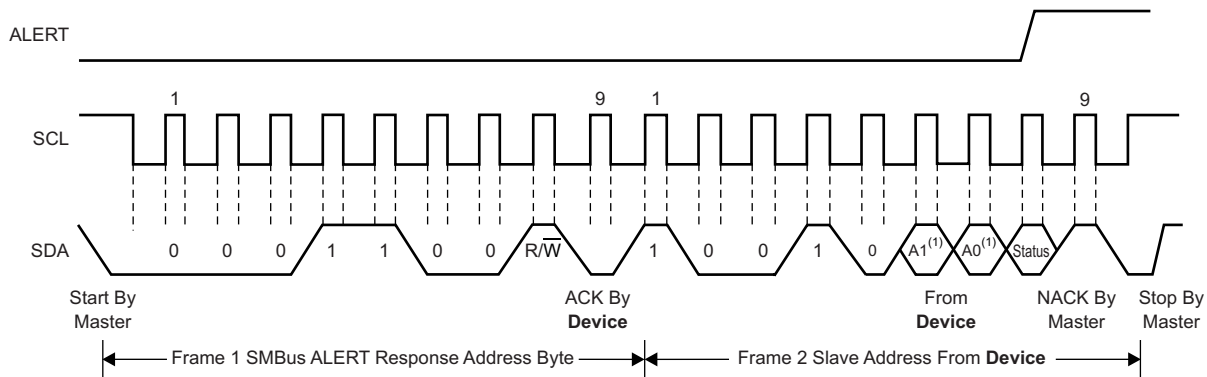 ALERT
1 9 1 9
SCL
SDA 0 0 0 1 1 0 0 R/W̅ 1 0 0 1 0 A1(1) A0(1) Status
Start By
Master
ACK By
Device
From
Device
NACK By
Master
Stop By
Master
Frame 1 SMBus ALERT Response Address Byte
Frame 2 Slave Address From Device